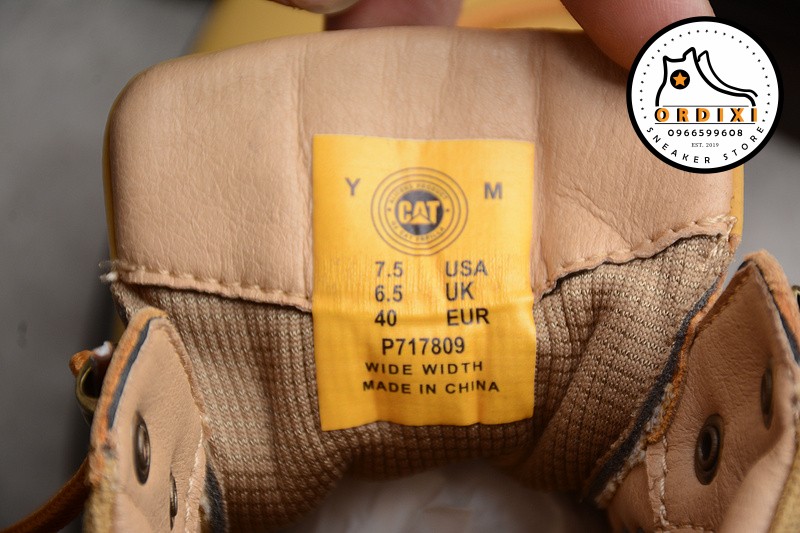 Y M
CAT
7.5 USA
6.5 UK
40 EUR
P717809
WIDE WIDTH
MADE IN CHINA
ORDIXI
0966599608
EST. 2019
SNEAKER STORE